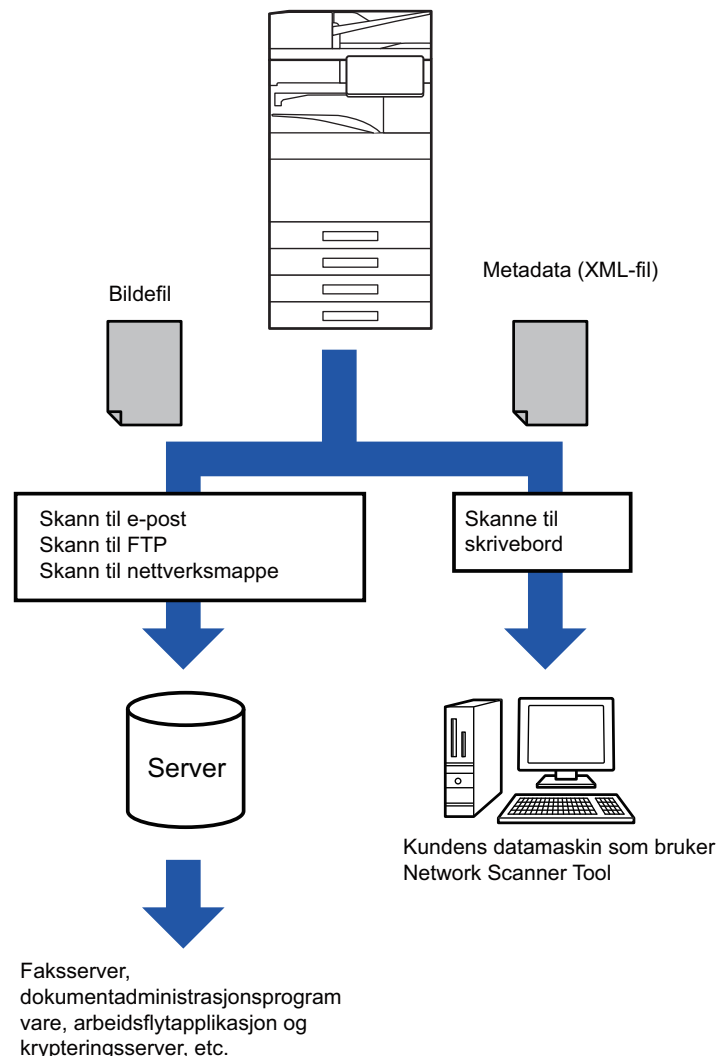 Bildefil
Metadata (XML-fil)
Skann til e-post
Skann til FTP
Skann til nettverksmappe
Skanne til
skrivebord
Server
Kundens datamaskin som bruker
Network Scanner Tool
Faksserver,
dokumentadministrasjonsprogram
vare, arbeidsflytapplikasjon og
krypteringsserver, etc.